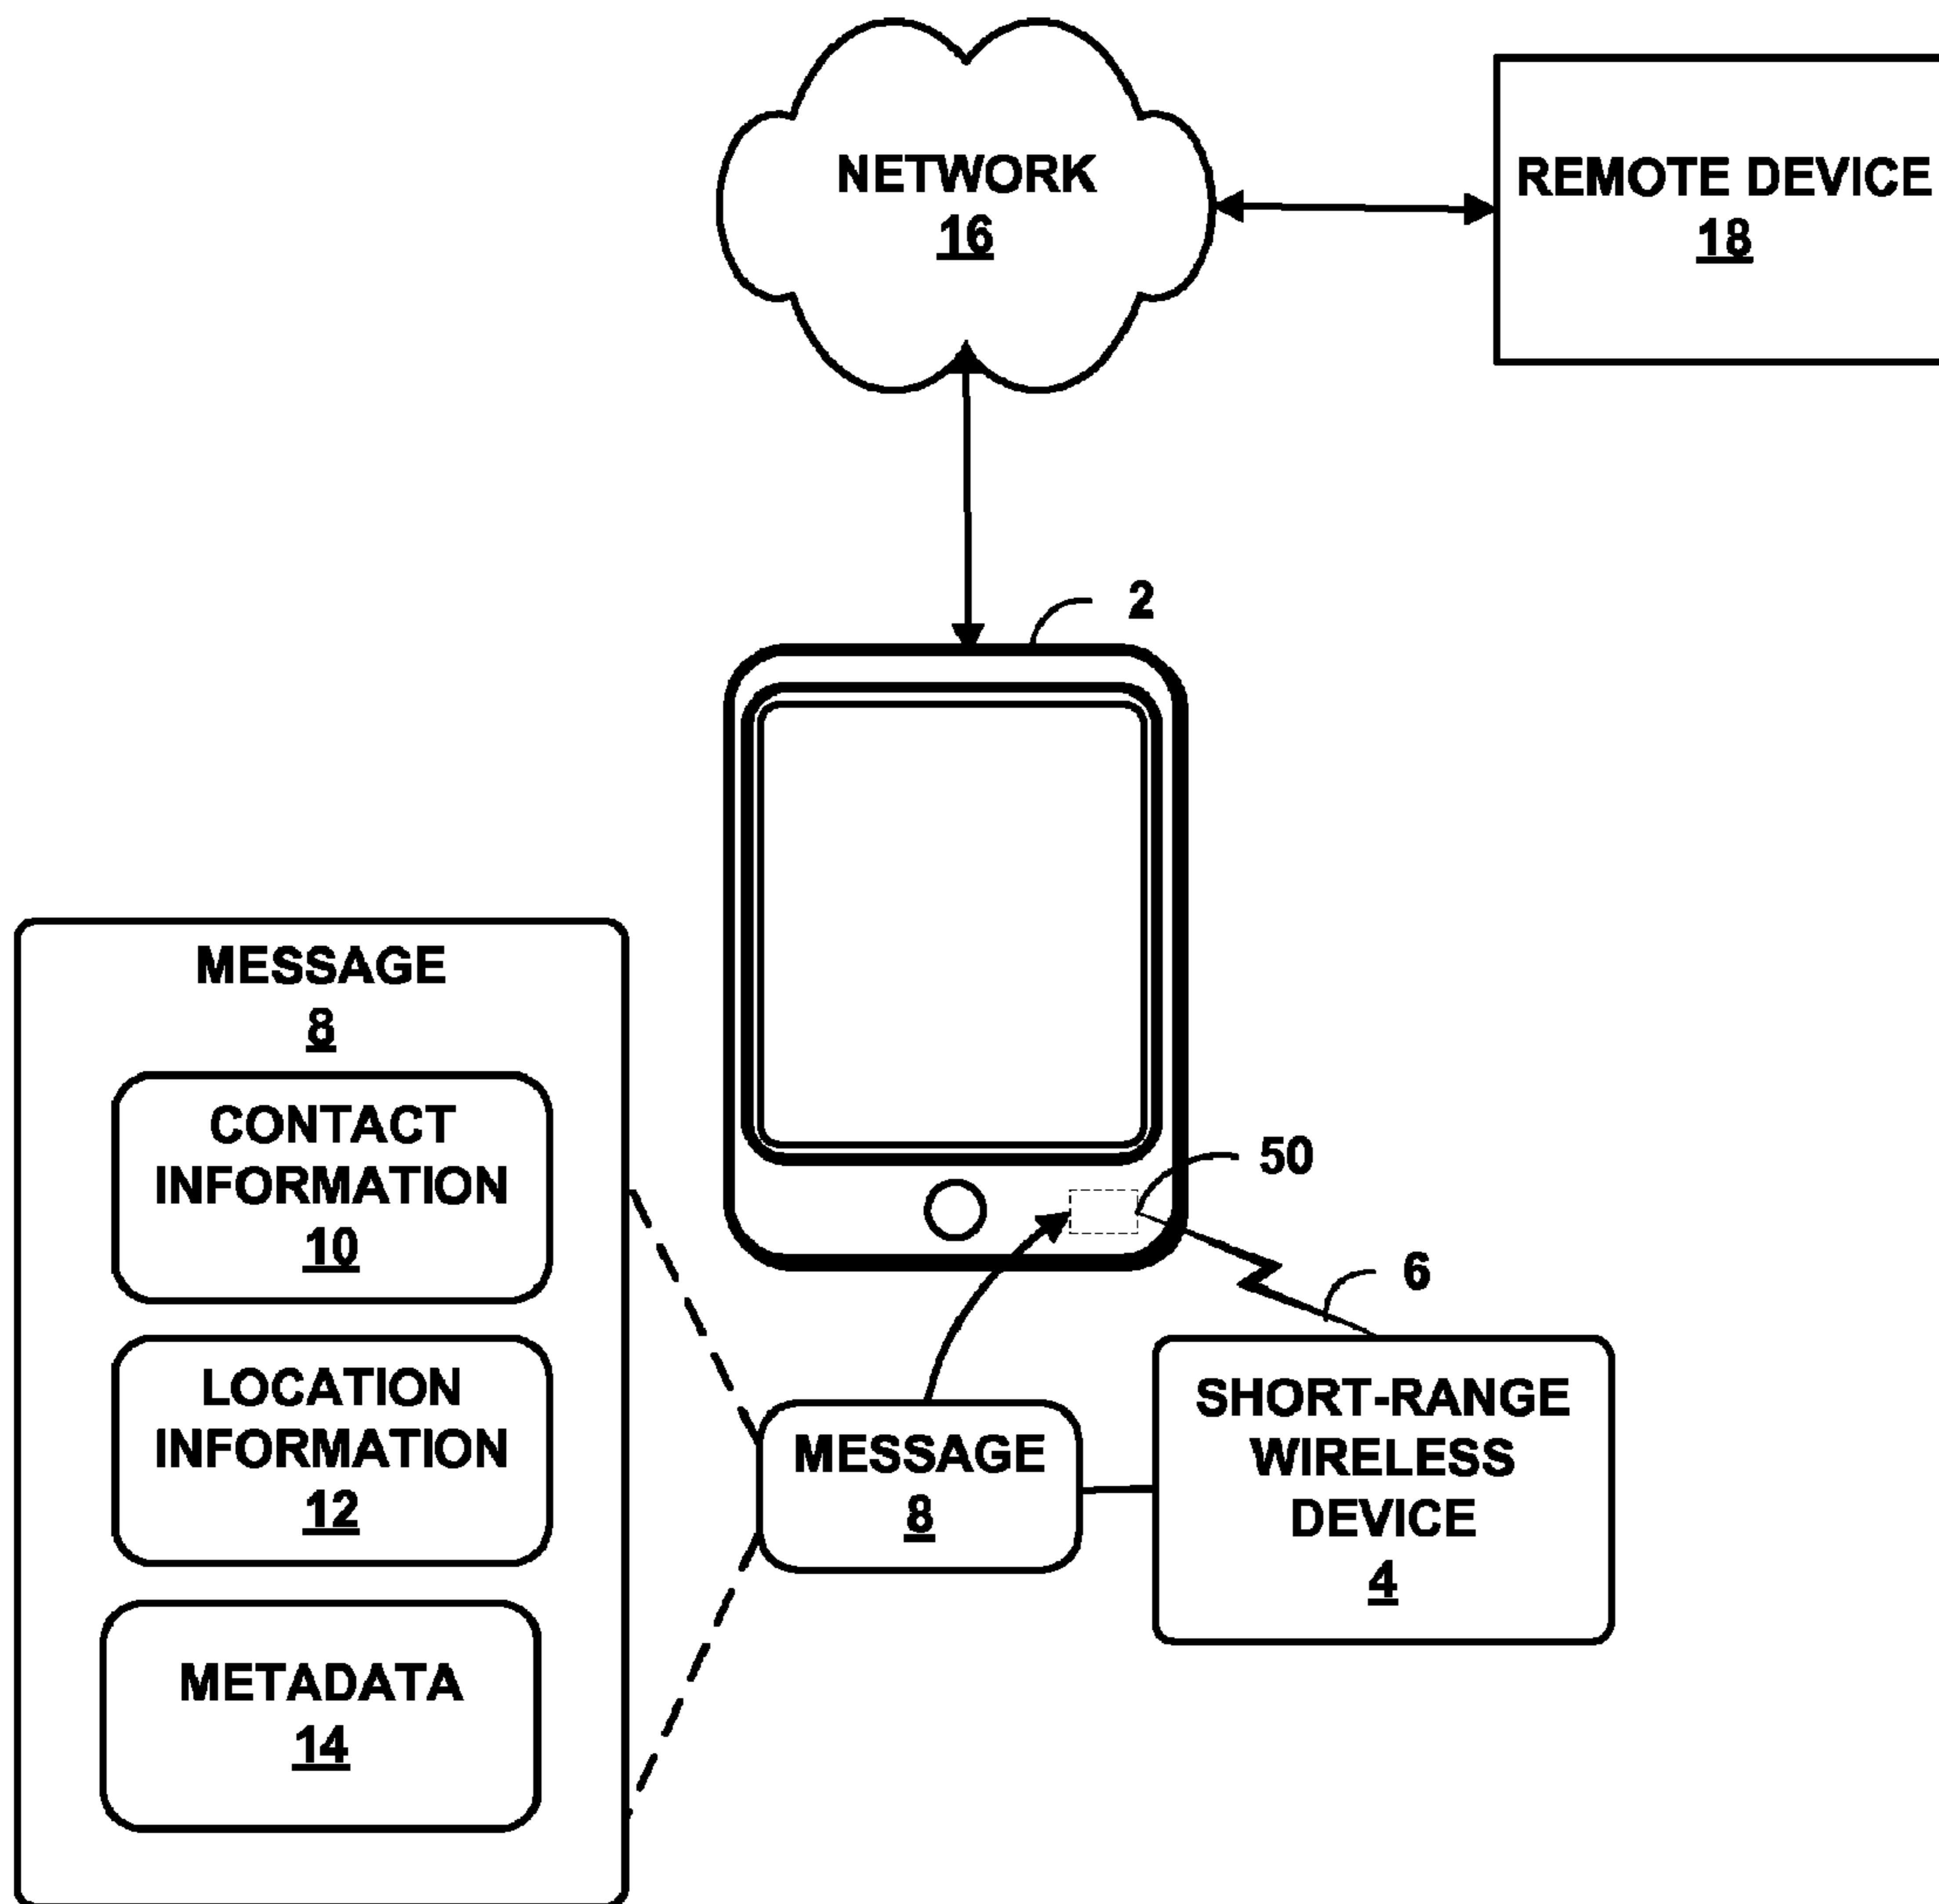 NETWORK
16
REMOTE DEVICE
18
2
MESSAGE
8
CONTACT
INFORMATION
10
50
6
LOCATION
INFORMATION
12
MESSAGE
8
SHORT-RANGE
WIRELESS
DEVICE
4
METADATA
14